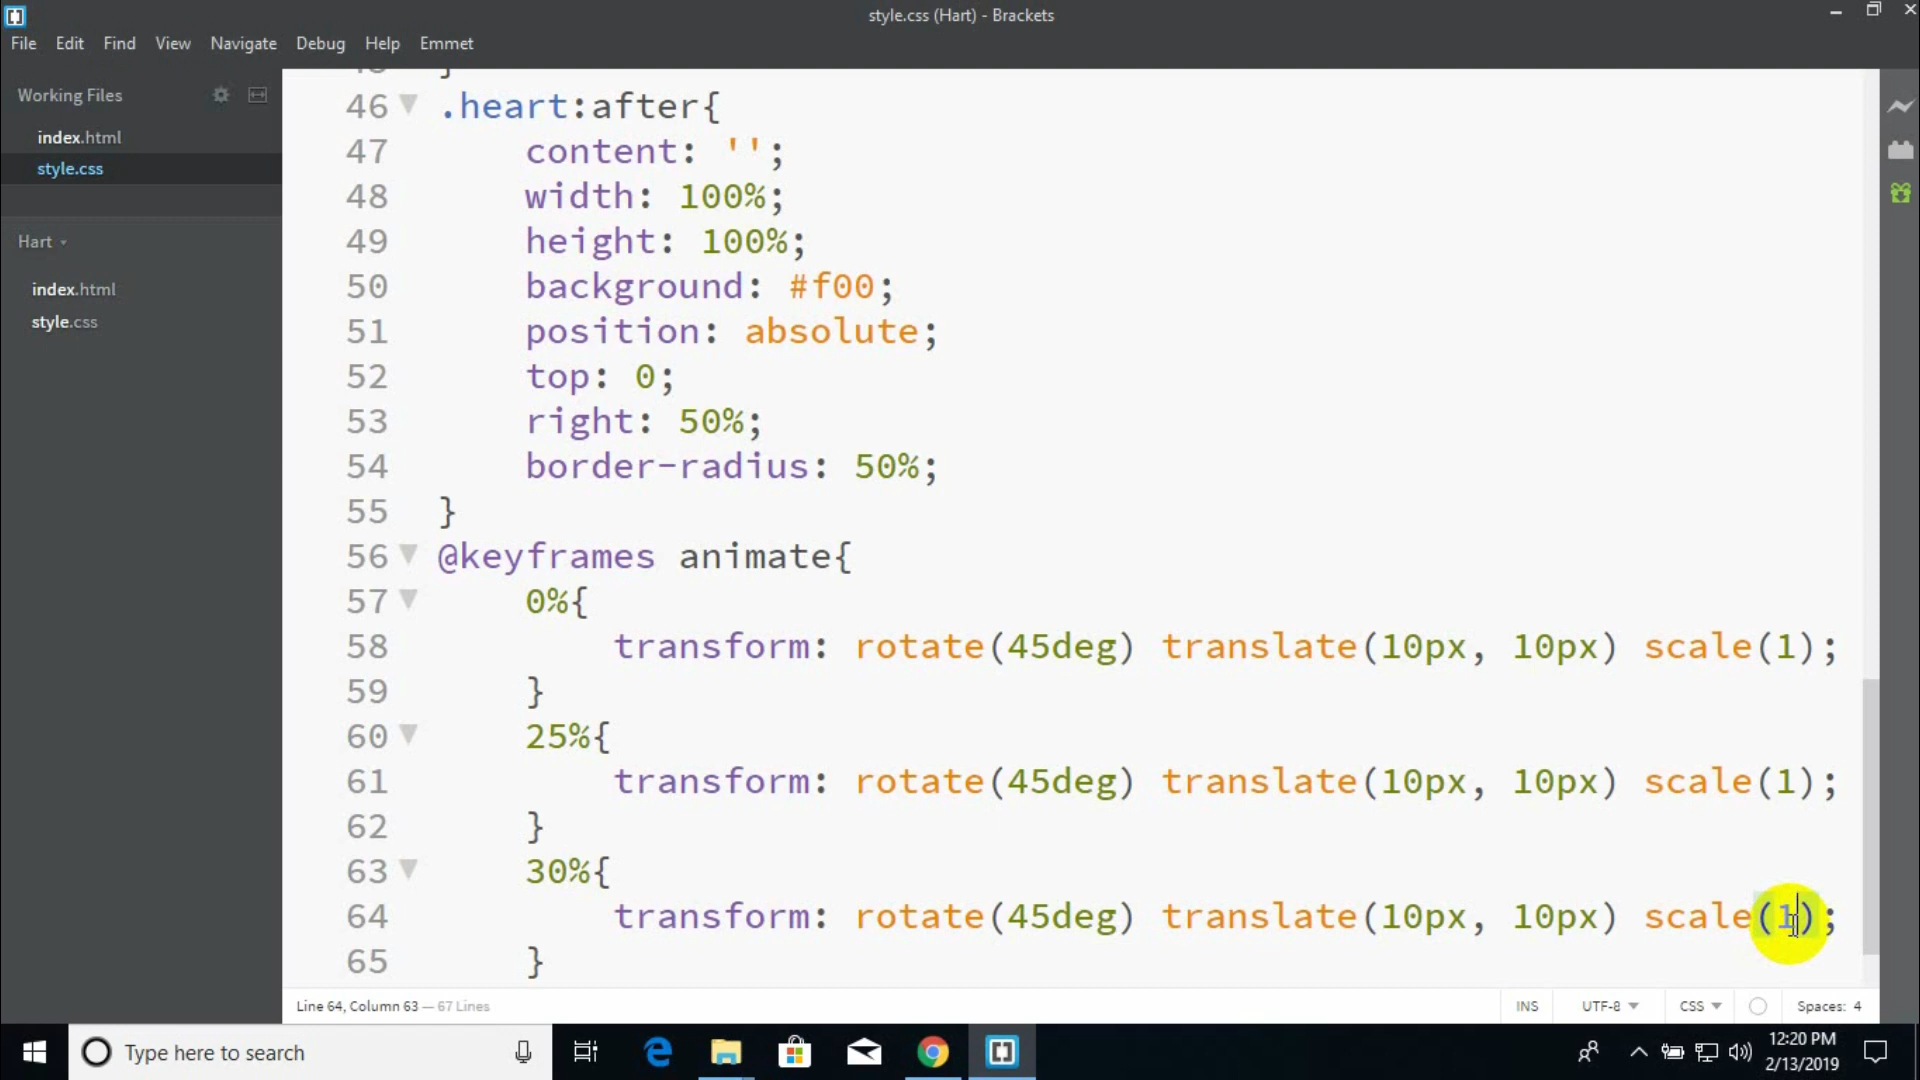 style.css (Hart) - Brackets
File Edit Find View Navigate Debug Help Emmet
Working Files
index.html
style.css
Hart
index.html
style.css
46 .heart:after{
47 content: '';
48 width: 100%;
49 height: 100%;
50 background: #f00;
51 position: absolute;
52 top: 0;
53 right: 50%;
54 border-radius: 50%;
55 }
56 @keyframes animate{
57 0%{
58 transform: rotate(45deg) translate(10px, 10px) scale(1);
59 }
60 25%{
61 transform: rotate(45deg) translate(10px, 10px) scale(1);
62 }
63 30%{
64 transform: rotate(45deg) translate(10px, 10px) scale(1);
65 }
Line 64, Column 63 — 67 Lines
INS UTF-8 CSS Spaces: 4
Type here to search
12:20 PM
2/13/2019